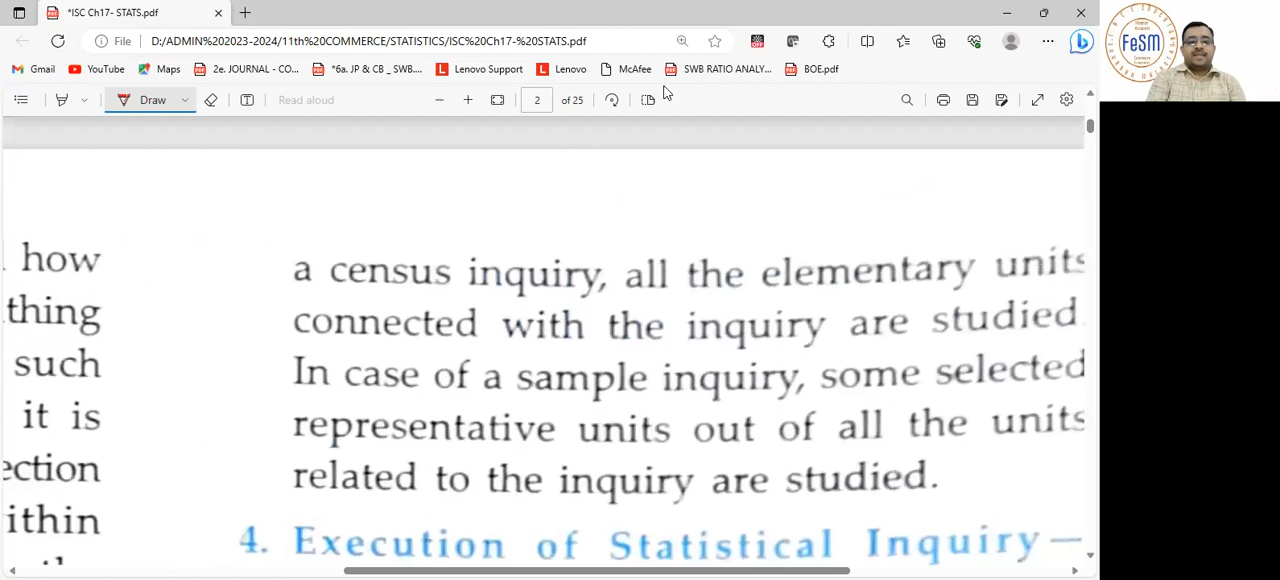 *ISC Ch17- STATS.pdf
File D:/ADMIN%202023-2024/11th%20COMMERCE/STATS/ISC%20Ch17-%20STATS.pdf
Gmail YouTube Maps 2e. JOURNAL - CO... *6a. JP & CB _ SWB... Lenovo Support Lenovo McAfee SWB RATIO ANALY... BOE.pdf
Draw Read aloud 2 of 25
FeSM
how
thing
such
it is
ection
ithin
a census inquiry, all the elementary units
connected with the inquiry are studied
In case of a sample inquiry, some selected
representative units out of all the units
related to the inquiry are studied.
4. Execution of Statistical Inquiry—